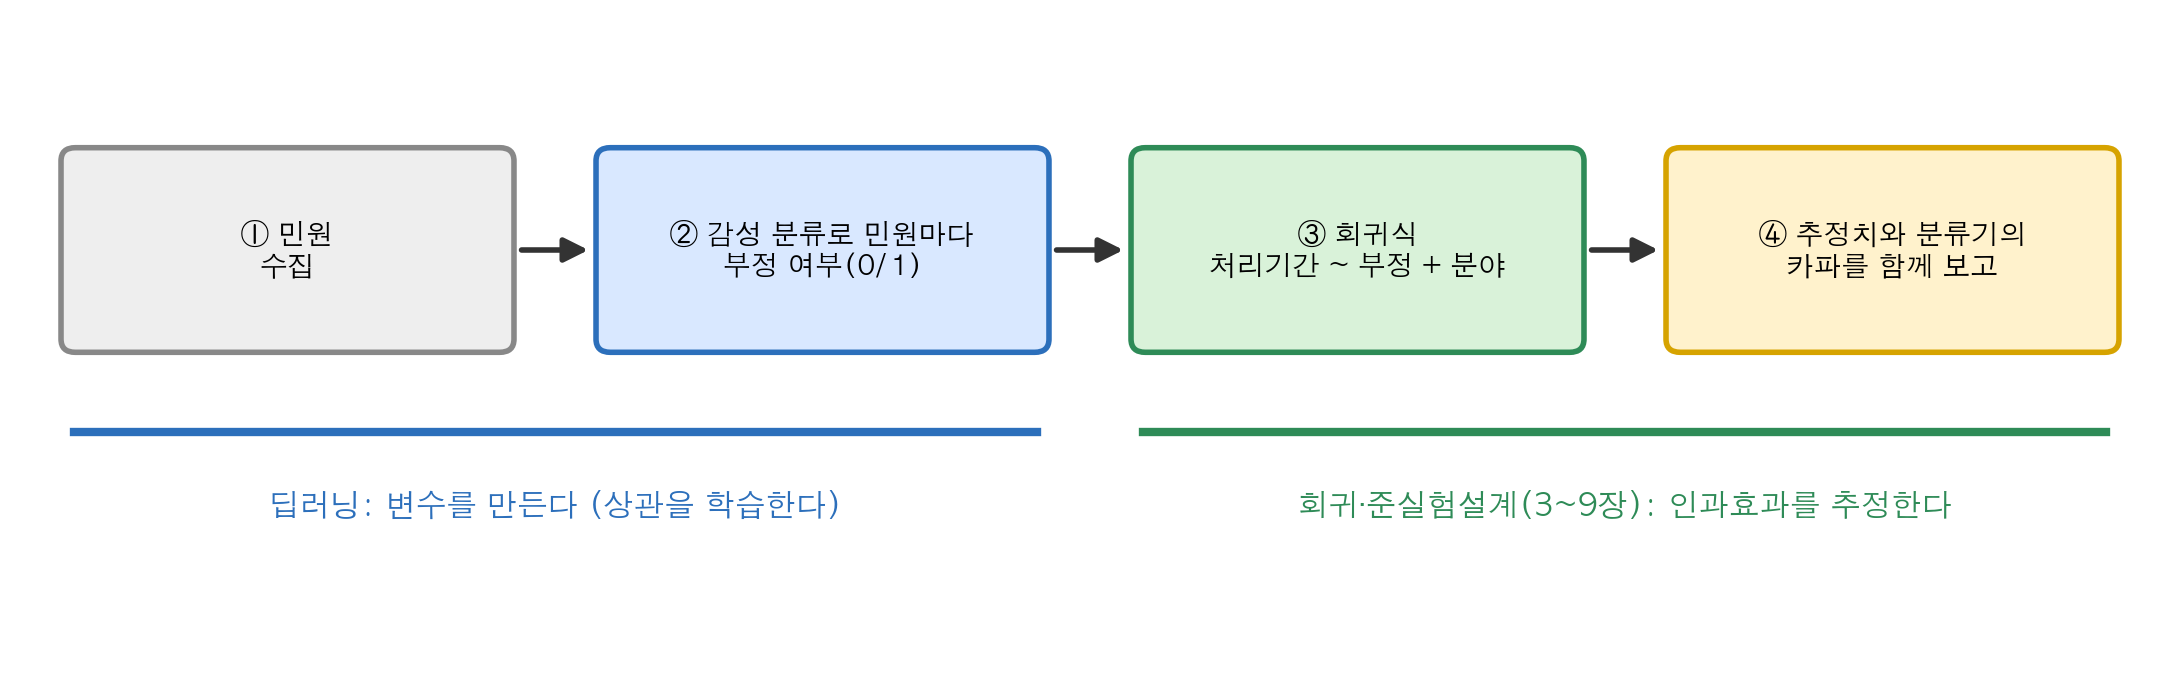 ① 민원
수집
② 감성 분류로 민원마다
부정 여부(0/1)
③ 회귀식
처리기간 ~ 부정 + 분야
④ 추정치와 분류기의
카파를 함께 보고
딥러닝: 변수를 만든다 (상관을 학습한다)
회귀·준실험설계(3~9장): 인과효과를 추정한다